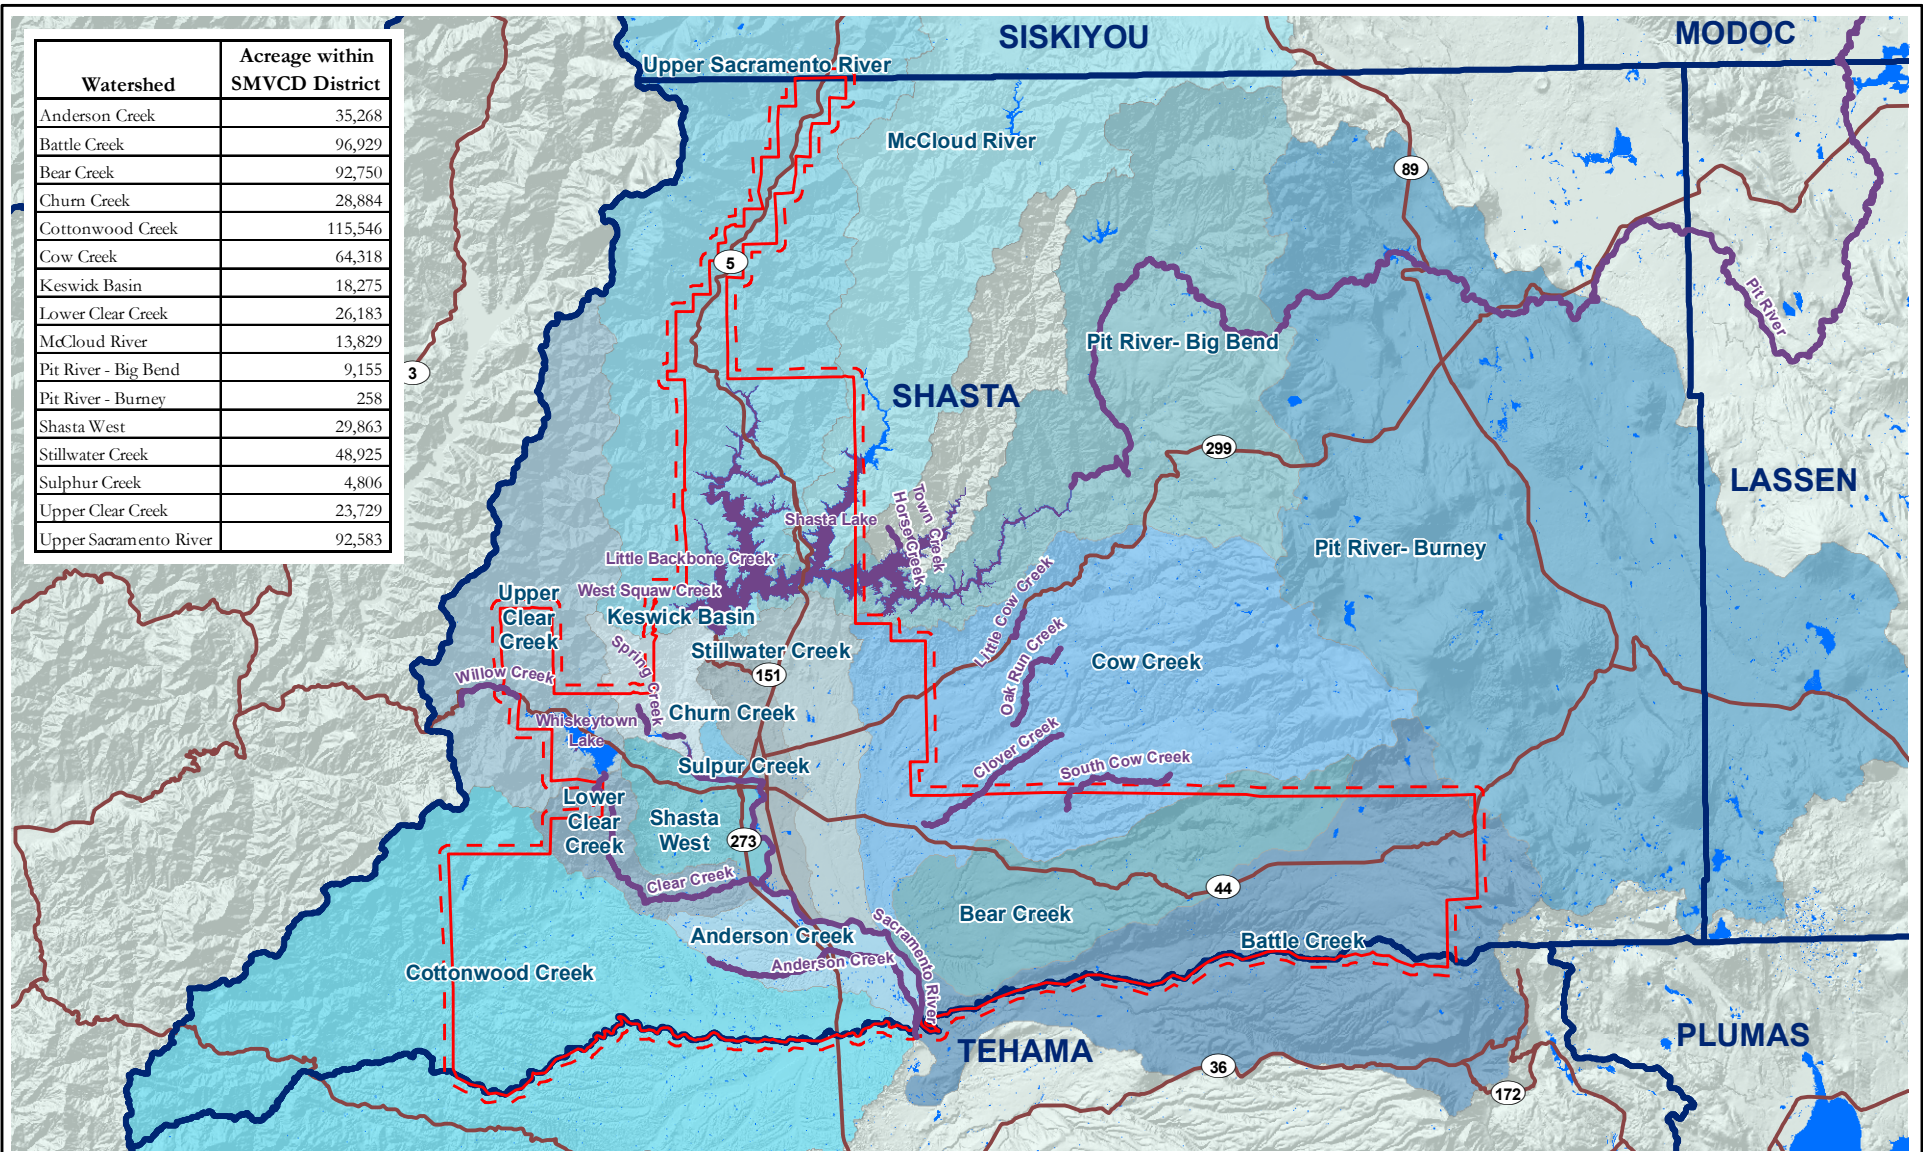 Watershed
Acreage within
SMVCD District
Anderson Creek 35,268
Battle Creek 96,929
Bear Creek 92,750
Churn Creek 28,884
Cottonwood Creek 115,546
Cow Creek 64,318
Keswick Basin 18,275
Lower Clear Creek 26,183
McCloud River 13,829
Pit River - Big Bend 9,155
Pit River - Burney 258
Shasta West 29,863
Stillwater Creek 48,925
Sulphur Creek 4,806
Upper Clear Creek 23,729
Upper Sacramento River 92,583
SISKIYOU
MODOC
Upper Sacramento River
McCloud River
89
5
Pit River
Pit River- Big Bend
3
SHASTA
299
LASSEN
Shasta Lake
Horse Creek
Town Creek
Pit River- Burney
Little Backbone Creek
West Squaw Creek
Upper
Clear
Creek
Keswick Basin
Little Cow Creek
Stillwater Creek
Spring Creek
Oak Run Creek
Cow Creek
Willow Creek
151
Whiskeytown
Lake
Churn Creek
Clover Creek
South Cow Creek
Sulpur Creek
Lower
Clear
Creek
Shasta
West
273
Clear Creek
44
Bear Creek
Sacramento River
Anderson Creek
Anderson Creek
Battle Creek
Cottonwood Creek
TEHAMA
PLUMAS
36
172